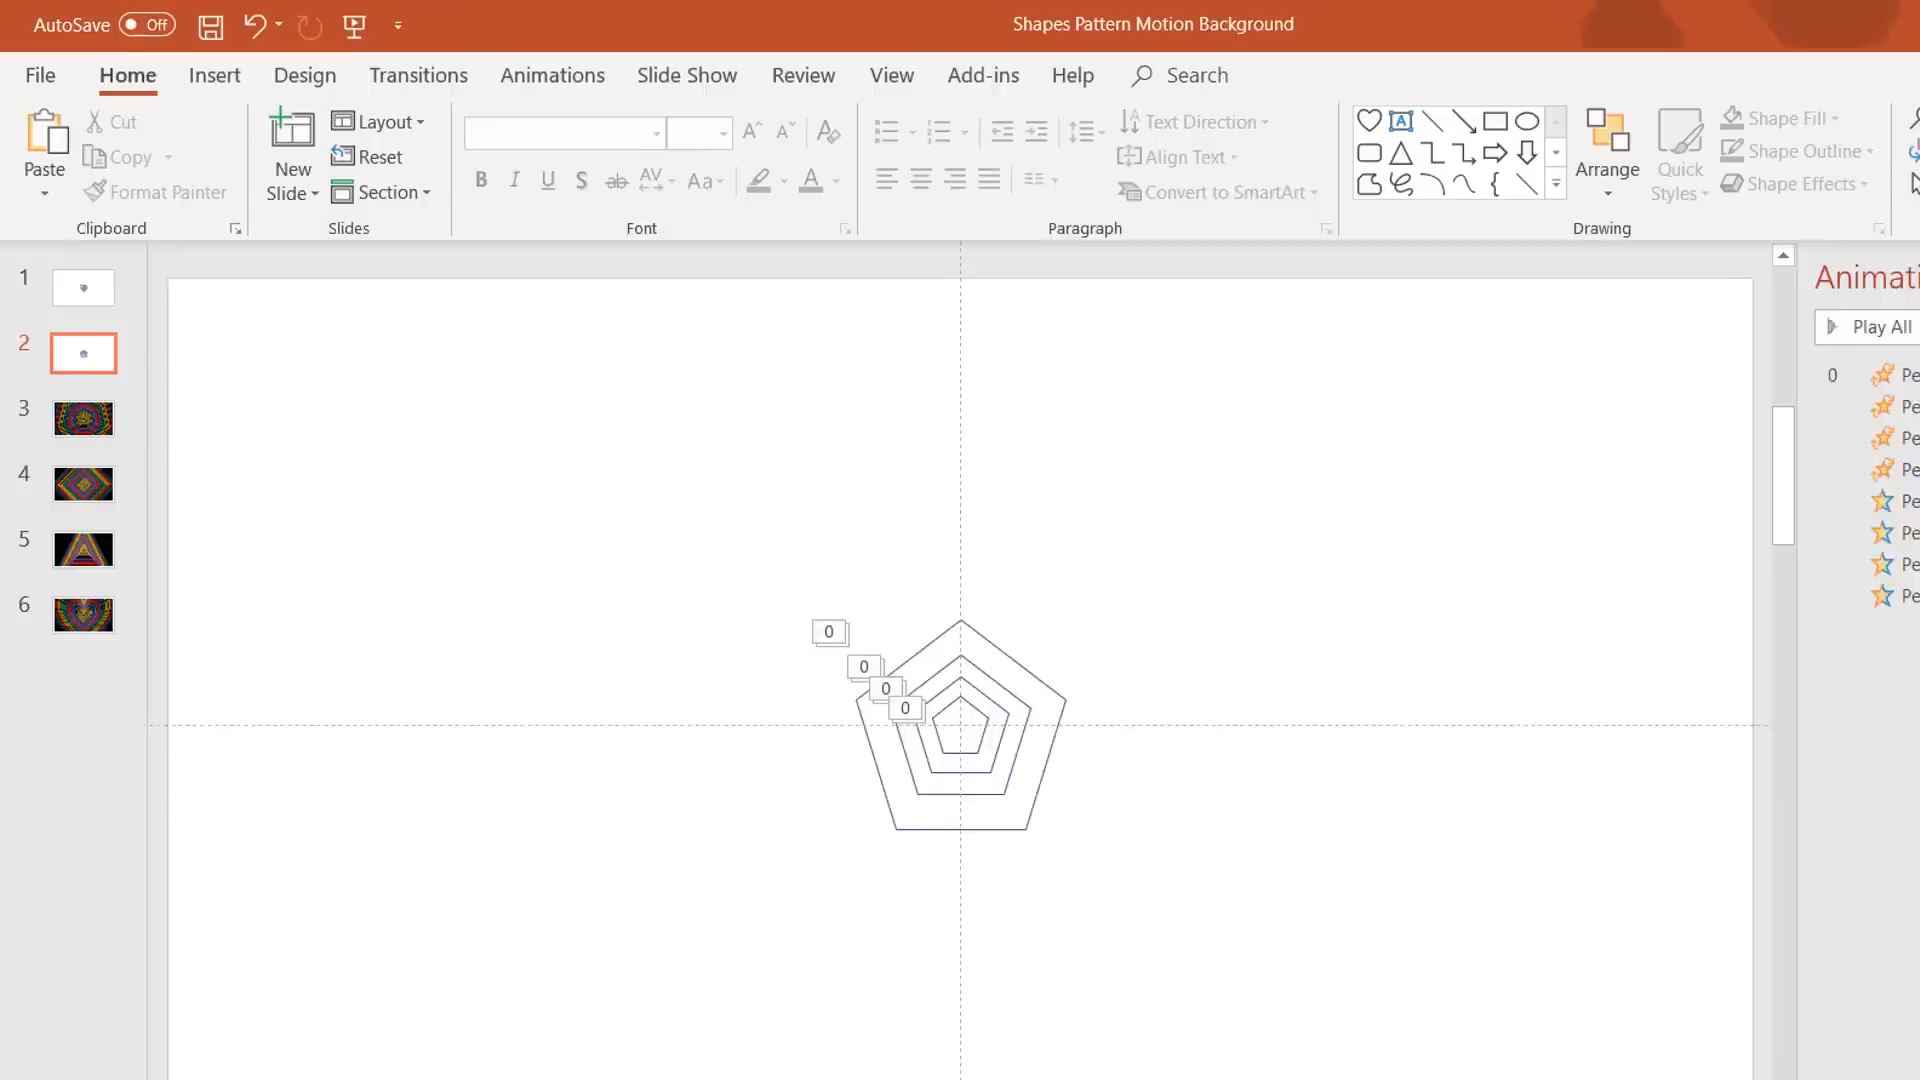 AutoSave Off
Shapes Pattern Motion Background
File Home Insert Design Transitions Animations Slide Show Review View Add-ins Help Search
Paste
Cut
Copy
Format Painter
Clipboard
New
Slide
Layout
Reset
Section
Slides
B I U S ab AV Aa A
Font
Text Direction
Align Text
Convert to SmartArt
Paragraph
Arrange
Quick
Styles
Shape Fill
Shape Outline
Shape Effects
Drawing
1
2
3
4
5
6
0
0
0
0
Animati
Play All
0 Pe
Pe
Pe
Pe
Pe
Pe
Pe
Pe